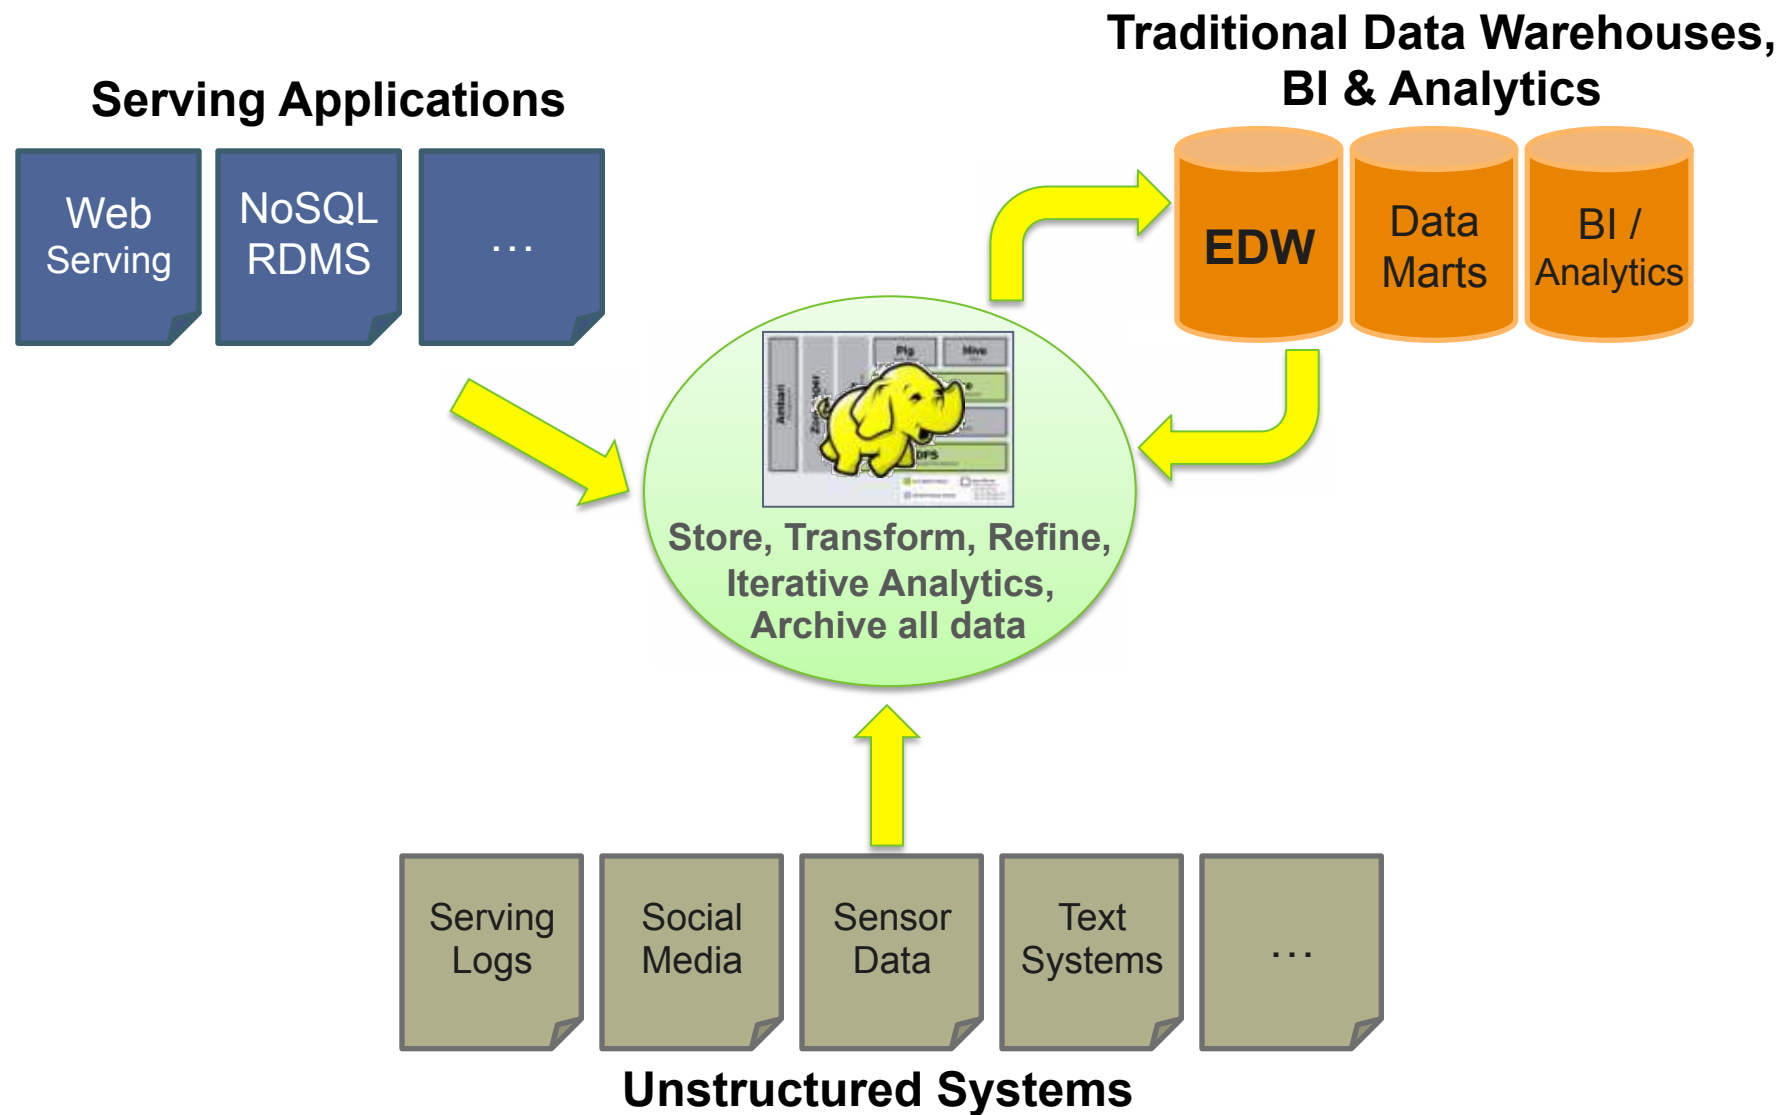 Traditional Data Warehouses,
BI & Analytics
Serving Applications
Web
Serving
NoSQL
RDMS
...
EDW
Data
Marts
BI /
Analytics
Pig
Hive
Ambari
Store, Transform, Refine,
Iterative Analytics,
Archive all data
Serving
Logs
Social
Media
Sensor
Data
Text
Systems
...
Unstructured Systems